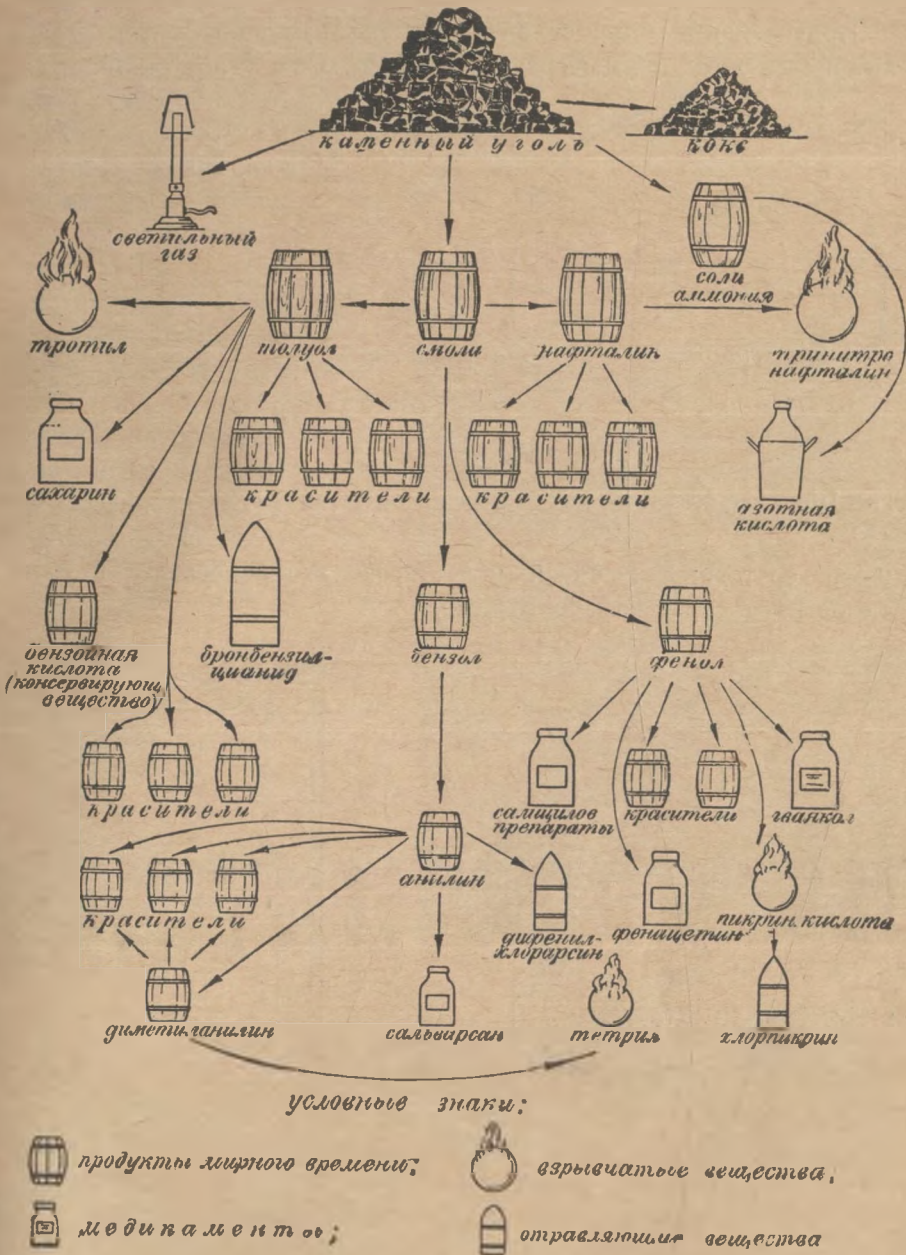 каменный уголь
кокс
светильный
газ
соли
аммония
тротил
толуол
смола
нафталин
тринитро
нафталин
сахарин
красители
красители
азотная
кислота
бензойная
кислота
(консервирующ
вещество)
бромбензил-
цианид
бензол
фенол
красители
салицилов
препараты
красители
гваякол
красители
анилин
дифенил-
хлорарсин
фенацетин
пикрин. кислота
диметиланилин
сальварсан
тетрил
хлорпикрин
условные знаки:
продукты мирного времени;
взрывчатые вещества,
медикаменты;
отравляющие вещества